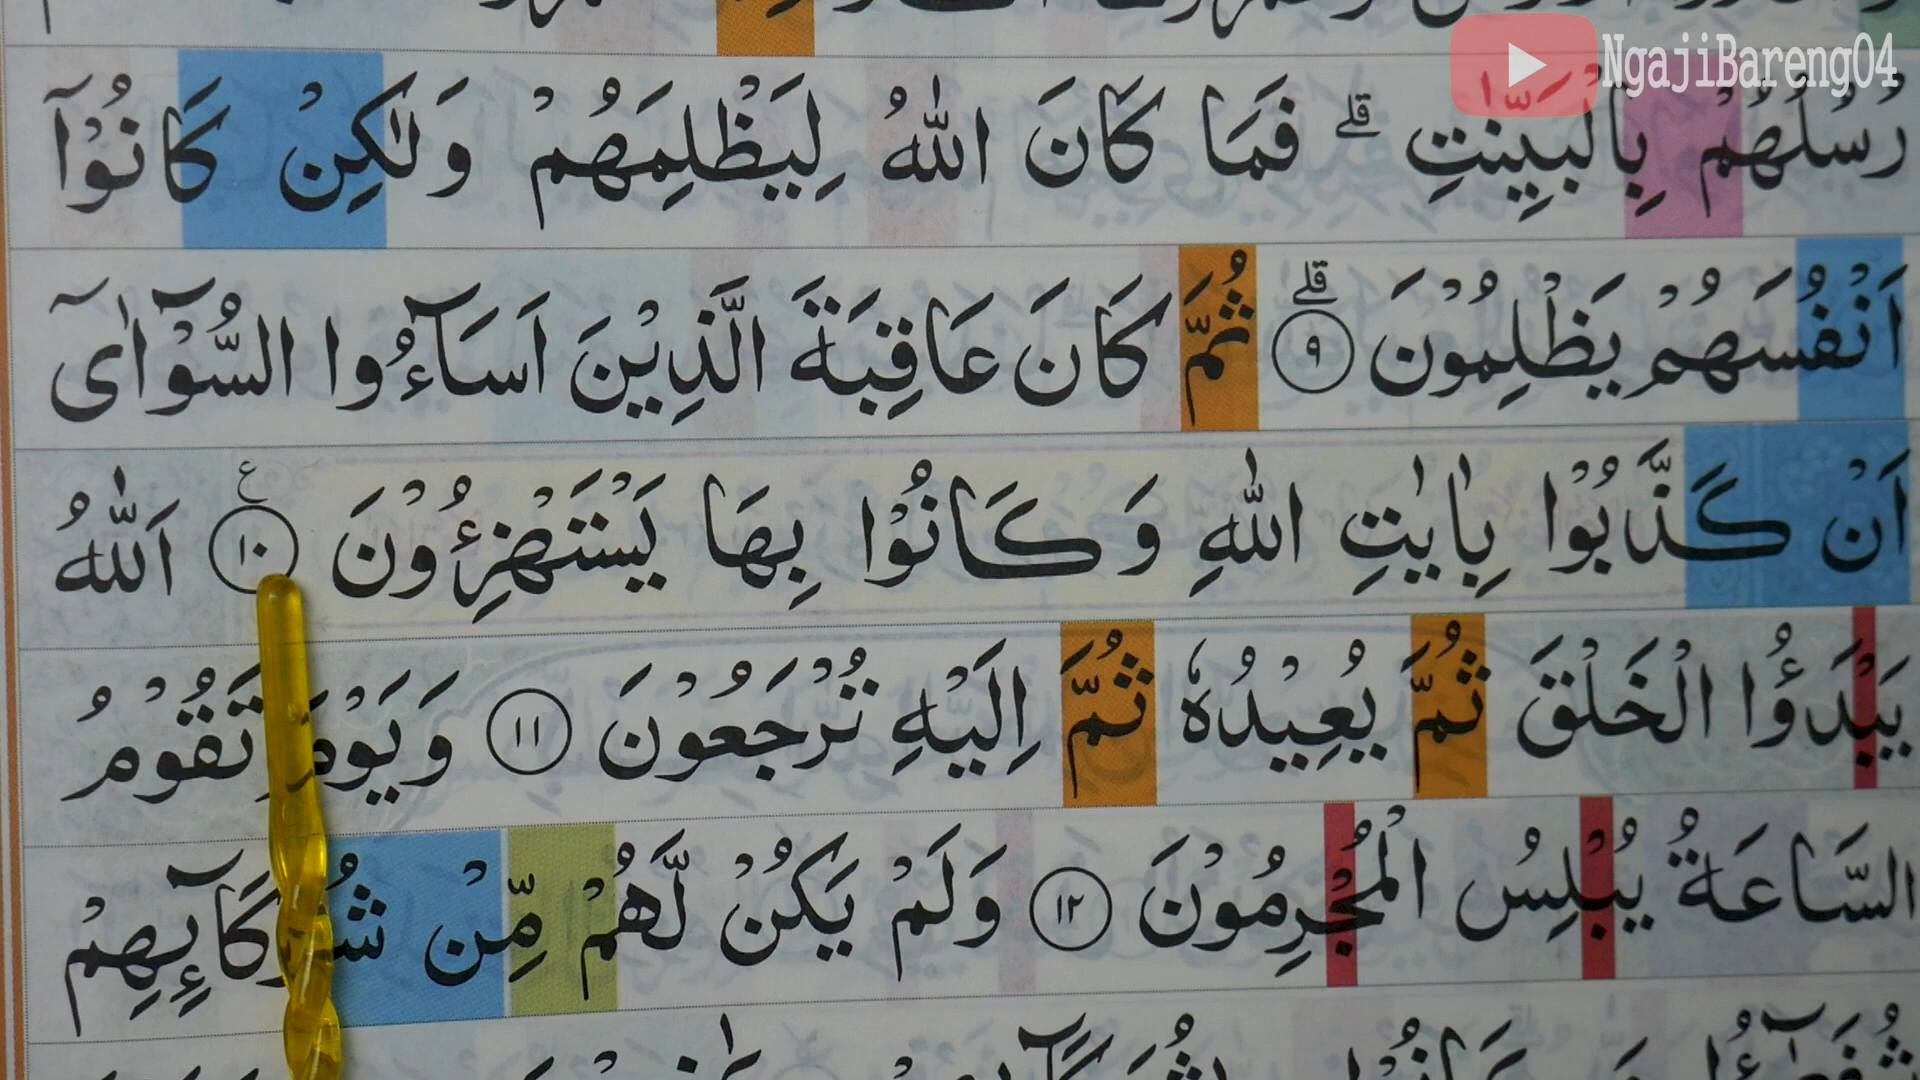 NgajiBareng04
رُسُلُهُمْ بِالْبَيِّنٰتِ ۗ فَمَا كَانَ اللّٰهُ لِيَظْلِمَهُمْ وَلٰكِنْ كَانُوْٓا
اَنْفُسَهُمْ يَظْلِمُوْنَ ۗ ٩ ثُمَّ كَانَ عَاقِبَةَ الَّذِيْنَ اَسَاۤءُوا السُّوْۤآٰى
اَنْ كَذَّبُوْا بِاٰيٰتِ اللّٰهِ وَكَانُوْا بِهَا يَسْتَهْزِءُوْنَ ࣖ ١٠ اَللّٰهُ
يَبْدَؤُا الْخَلْقَ ثُمَّ يُعِيْدُهٗ ثُمَّ اِلَيْهِ تُرْجَعُوْنَ ١١ وَيَوْمَ تَقُوْمُ
السَّاعَةُ يُبْلِسُ الْمُجْرِمُوْنَ ١٢ وَلَمْ يَكُنْ لَّهُمْ مِّنْ شُرَكَاۤىِٕهِمْ